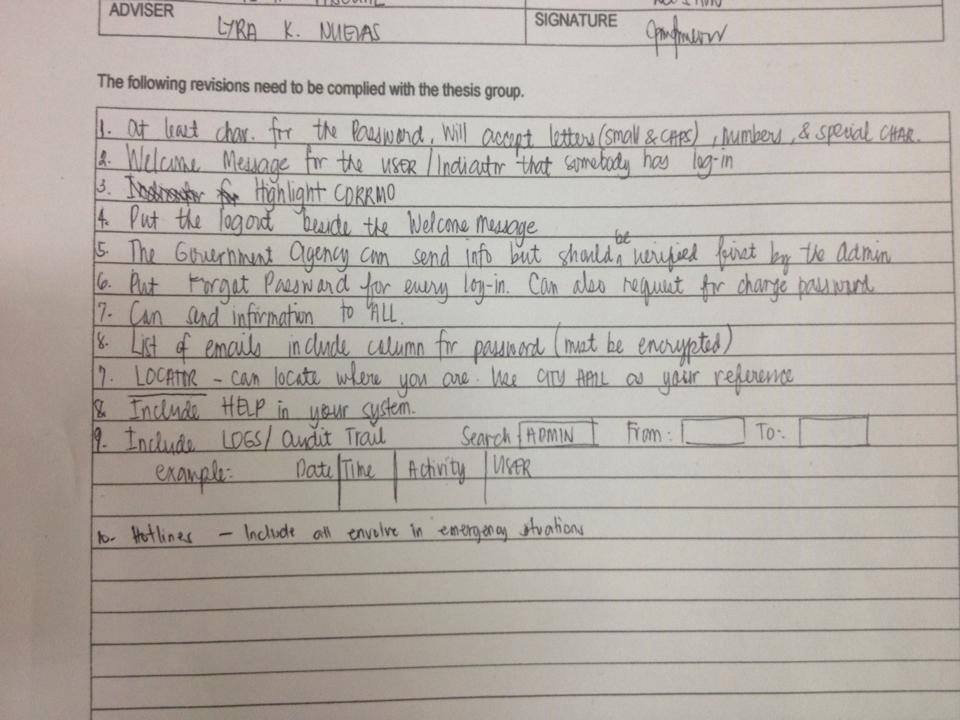 ADVISER LYRA K. NUEVAS SIGNATURE
The following revisions need to be complied with the thesis group.
1. At least char. for the Password, Will accept letters (small & CAPS), numbers, & special CHAR.
2. Welcome Message for the USER / Indicator that somebody has log-in
3. Highlight CDRRMO
4. Put the logout beside the Welcome Message
5. The Government Agency can send info but should be verified first by the Admin
6. Put Forgot Password for every log-in. Can also request for change password
7. Can send information to ALL.
8. List of emails include column for password (must be encrypted)
7. LOCATOR - can locate where you are. Use CITY HALL as your reference
8. Include HELP in your system.
9. Include LOGS/ Audit Trail Search ADMIN From: To:
example: Date Time Activity USER
10. Hotlines - Include all envolve in emergency situations